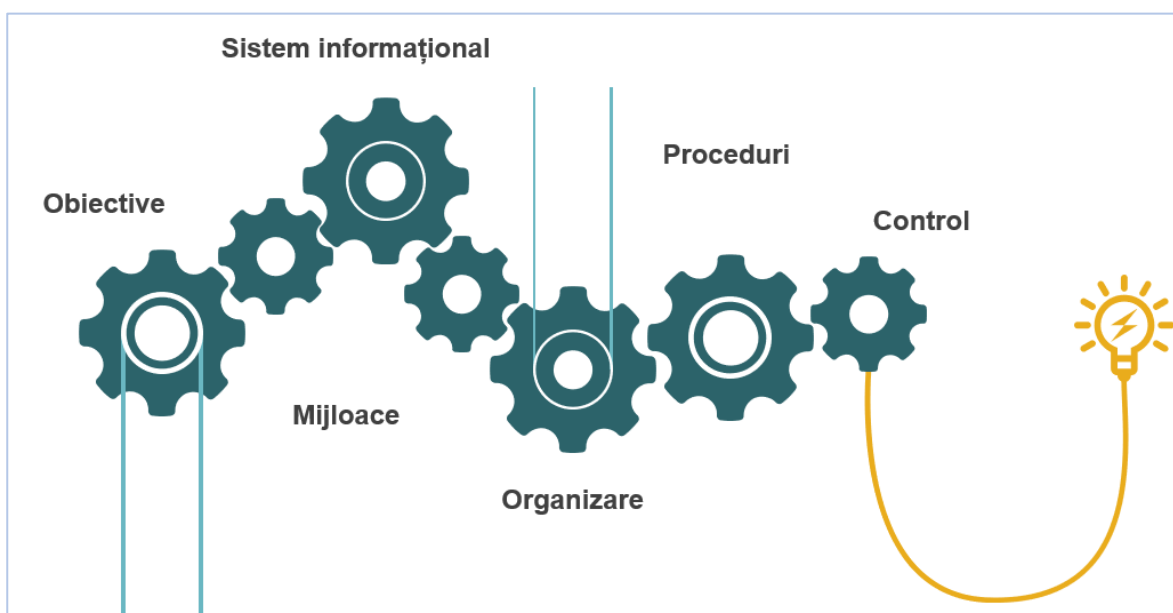 Sistem informațional
Proceduri
Obiective
Control
Mijloace
Organizare